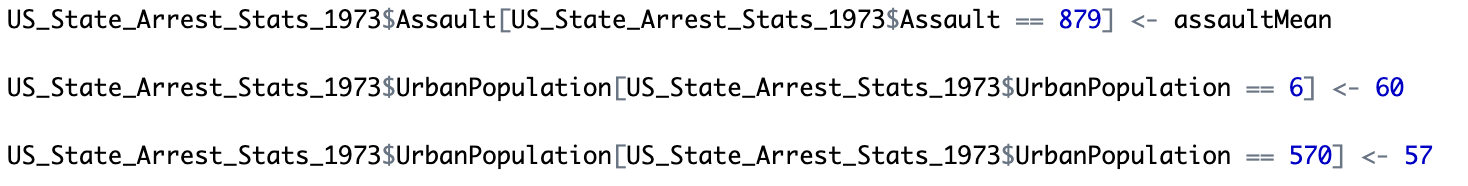 US_State_Arrest_Stats_1973$Assault[US_State_Arrest_Stats_1973$Assault == 879] <- assaultMean
US_State_Arrest_Stats_1973$UrbanPopulation[US_State_Arrest_Stats_1973$UrbanPopulation == 6] <- 60
US_State_Arrest_Stats_1973$UrbanPopulation[US_State_Arrest_Stats_1973$UrbanPopulation == 570] <- 57